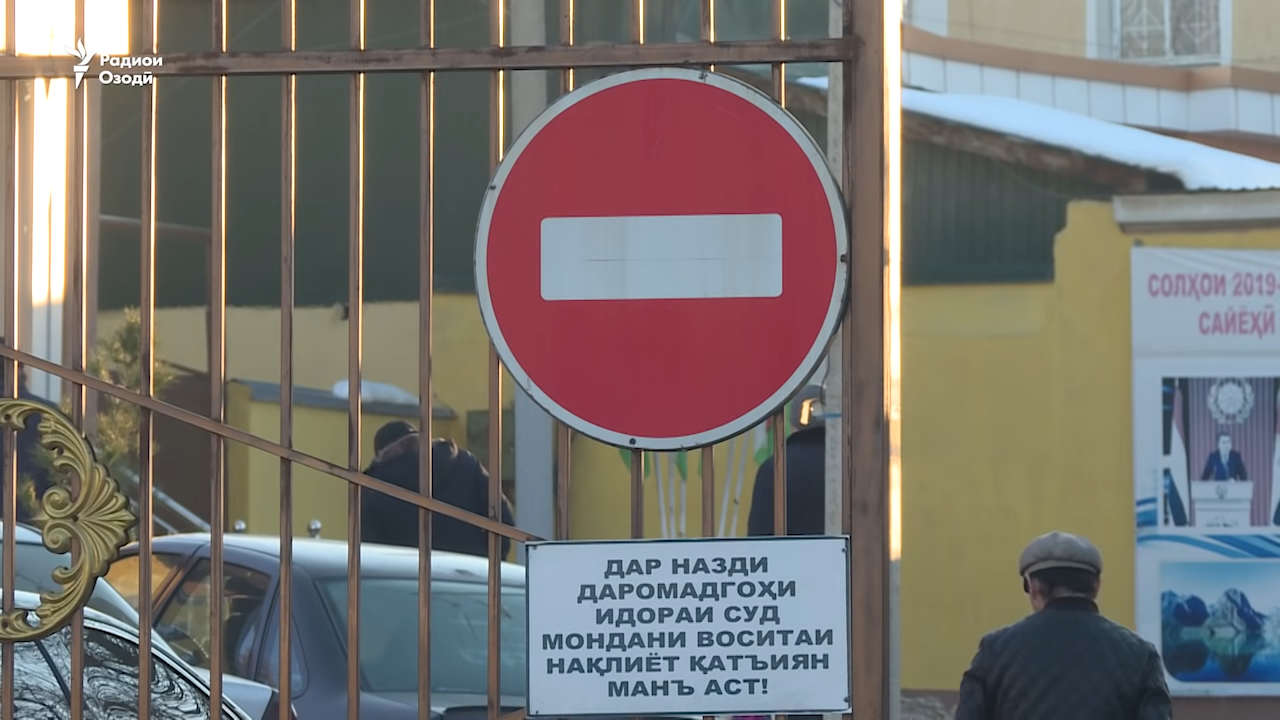 Радиои
Озодӣ
ДАР НАЗДИ
ДАРОМАДГОҲИ
ИДОРАИ СУД
МОНДАНИ ВОСИТАИ
НАҚЛИЁТ ҚАТЪИЯН
МАНЪ АСТ!
СОЛҲОИ 2019-
САЙЁҲӢ